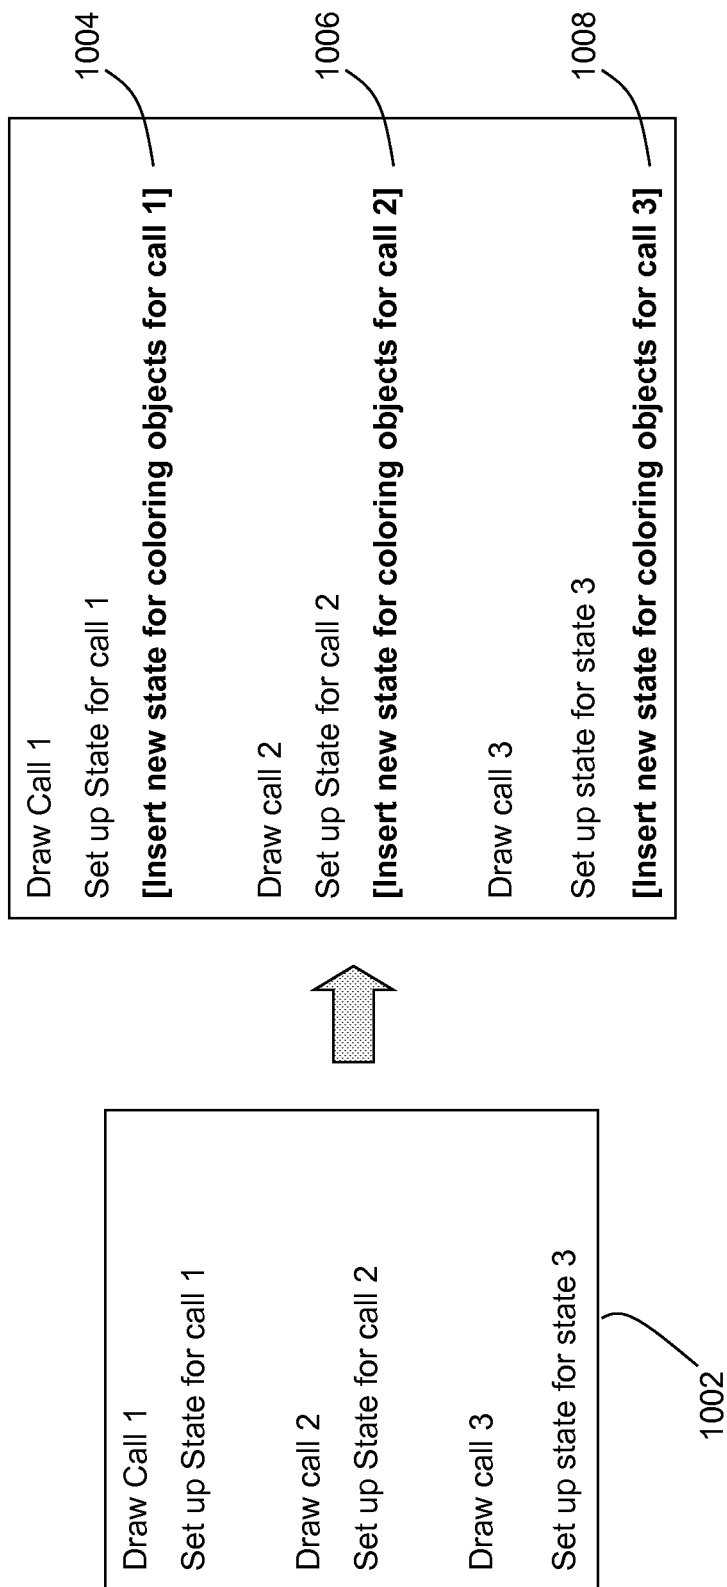 Draw Call 1
Set up State for call 1
Draw call 2
Set up State for call 2
Draw call 3
Set up state for state 3
1002
Draw Call 1
Set up State for call 1
[Insert new state for coloring objects for call 1]
1004
Draw call 2
Set up State for call 2
[Insert new state for coloring objects for call 2]
1006
Draw call 3
Set up state for state 3
[Insert new state for coloring objects for call 3]
1008